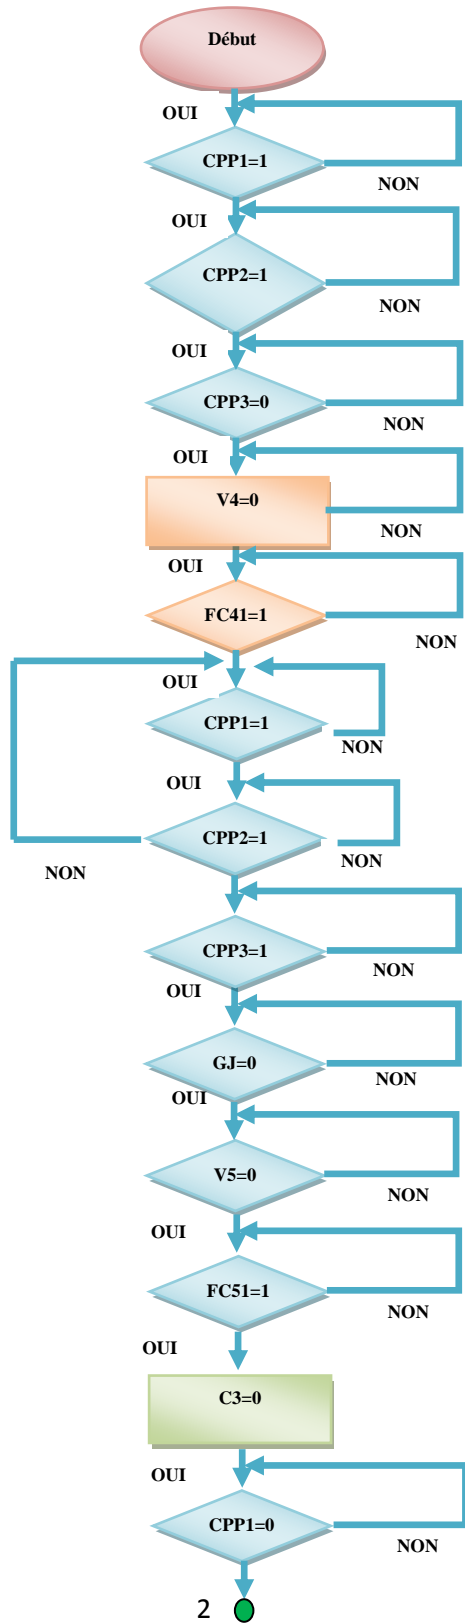 Début
OUI
CPP1=1
NON
OUI
CPP2=1
NON
OUI
CPP3=0
NON
OUI
V4=0
NON
OUI
FC41=1
NON
OUI
CPP1=1
NON
OUI
CPP2=1
NON
NON
CPP3=1
NON
OUI
GJ=0
NON
OUI
V5=0
NON
OUI
FC51=1
NON
OUI
C3=0
OUI
CPP1=0
NON
2